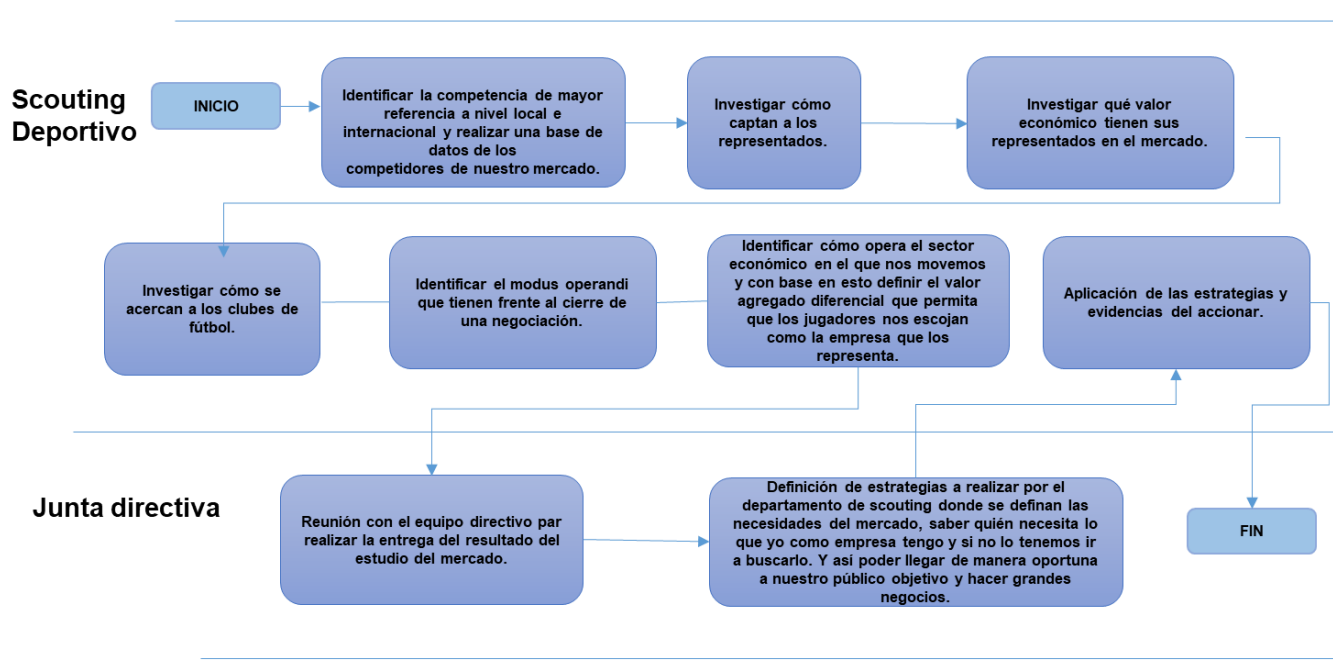 Scouting
Deportivo
INICIO
Identificar la competencia de mayor
referencia a nivel local e
internacional y realizar una base de
datos de los
competidores de nuestro mercado.
Investigar cómo
captan a los
representados.
Investigar qué valor
económico tienen sus
representados en el mercado.
Investigar cómo se
acercan a los clubes de
fútbol.
Identificar el modus operandi
que tienen frente al cierre de
una negociación.
Identificar cómo opera el sector
económico en el que nos movemos
y con base en esto definir el valor
agregado diferencial que permita
que los jugadores nos escojan
como la empresa que los
representa.
Aplicación de las estrategias y
evidencias del accionar.
Junta directiva
Reunión con el equipo directivo par
realizar la entrega del resultado del
estudio del mercado.
Definición de estrategias a realizar por el
departamento de scouting donde se definan las
necesidades del mercado, saber quién necesita lo
que yo como empresa tengo y si no lo tenemos ir
a buscarlo. Y así poder llegar de manera oportuna
a nuestro público objetivo y hacer grandes
negocios.
FIN